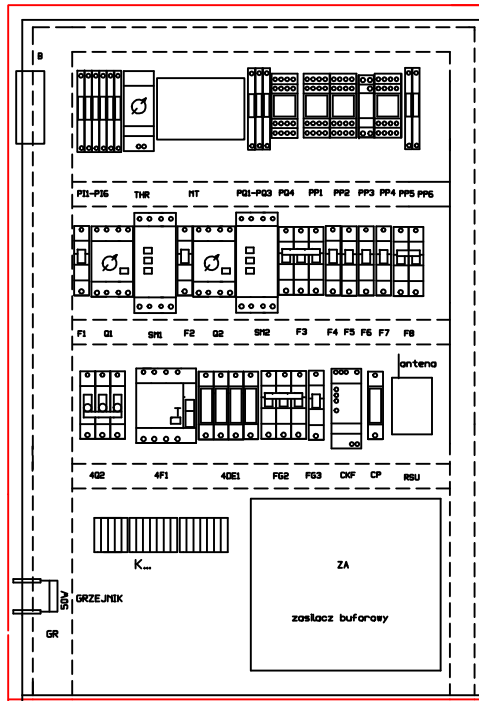 B
PI1-PI6 THR MT PQ1-PQ3 PQ4 PP1 PP2 PP3 PP4 PP5 PP6
F1 Q1 SM1 F2 Q2 SM2 F3 F4 F5 F6 F7 F8
antena
4Q2 4F1 4DE1 FG2 FG3 CKF CP RSU
K...
ZA
50W GRZEJNIK
zasilacz buforowy
GR